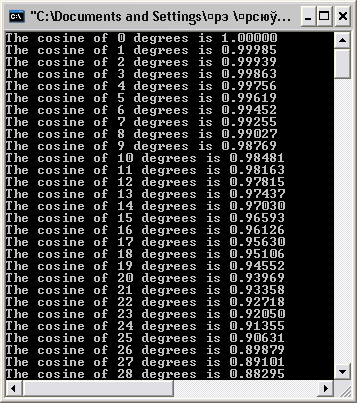 "C:\Documents and Settings\¤рэ \¤рсюў...
The cosine of 0 degrees is 1.00000
The cosine of 1 degrees is 0.99985
The cosine of 2 degrees is 0.99939
The cosine of 3 degrees is 0.99863
The cosine of 4 degrees is 0.99756
The cosine of 5 degrees is 0.99619
The cosine of 6 degrees is 0.99452
The cosine of 7 degrees is 0.99255
The cosine of 8 degrees is 0.99027
The cosine of 9 degrees is 0.98769
The cosine of 10 degrees is 0.98481
The cosine of 11 degrees is 0.98163
The cosine of 12 degrees is 0.97815
The cosine of 13 degrees is 0.97437
The cosine of 14 degrees is 0.97030
The cosine of 15 degrees is 0.96593
The cosine of 16 degrees is 0.96126
The cosine of 17 degrees is 0.95630
The cosine of 18 degrees is 0.95106
The cosine of 19 degrees is 0.94552
The cosine of 20 degrees is 0.93969
The cosine of 21 degrees is 0.93358
The cosine of 22 degrees is 0.92718
The cosine of 23 degrees is 0.92050
The cosine of 24 degrees is 0.91355
The cosine of 25 degrees is 0.90631
The cosine of 26 degrees is 0.89879
The cosine of 27 degrees is 0.89101
The cosine of 28 degrees is 0.88295